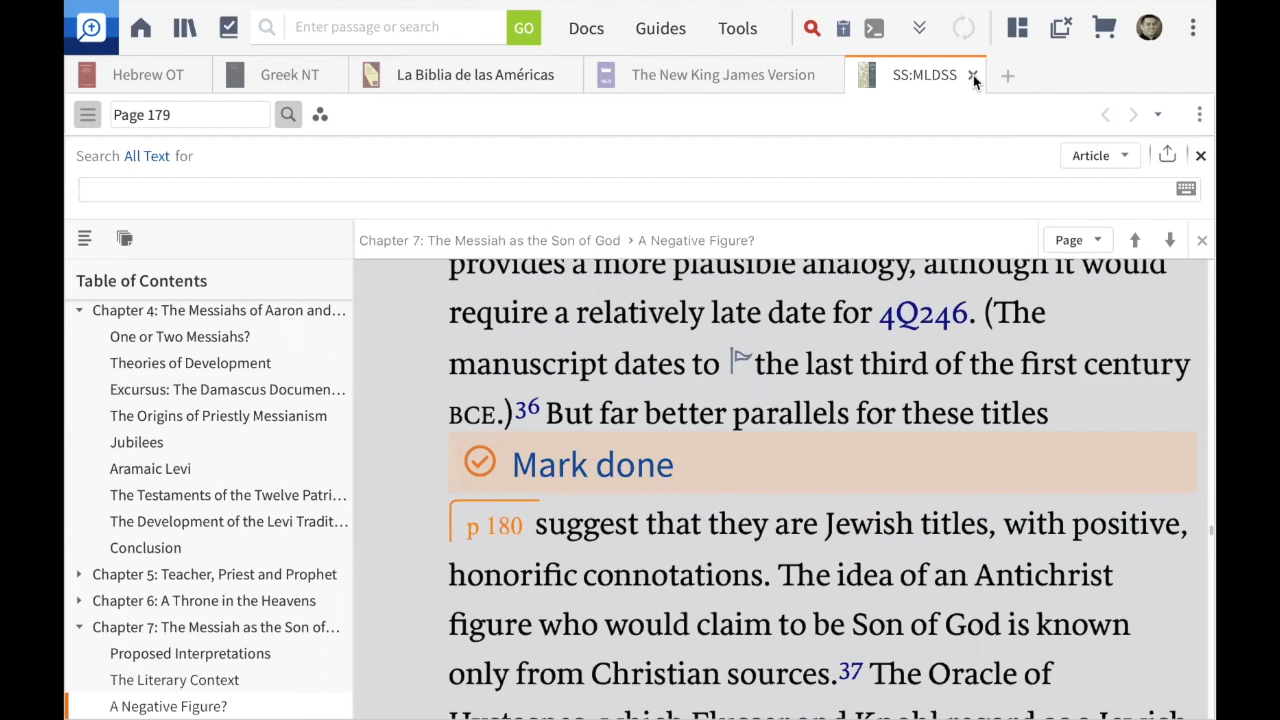 Enter passage or search
GO
Docs
Guides
Tools
Hebrew OT
Greek NT
La Biblia de las Américas
The New King James Version
SS:MLDSS
Page 179
Search All Text for
Article
Chapter 7: The Messiah as the Son of God › A Negative Figure?
Page
Table of Contents
Chapter 4: The Messiahs of Aaron and...
One or Two Messiahs?
Theories of Development
Excursus: The Damascus Documen...
The Origins of Priestly Messianism
Jubilees
Aramaic Levi
The Testaments of the Twelve Patri...
The Development of the Levi Tradit...
Conclusion
Chapter 5: Teacher, Priest and Prophet
Chapter 6: A Throne in the Heavens
Chapter 7: The Messiah as the Son of...
Proposed Interpretations
The Literary Context
A Negative Figure?
provides a more plausible analogy, although it would
require a relatively late date for 4Q246. (The
manuscript dates to the last third of the first century
BCE.)36 But far better parallels for these titles
Mark done
p 180 suggest that they are Jewish titles, with positive,
honorific connotations. The idea of an Antichrist
figure who would claim to be Son of God is known
only from Christian sources.37 The Oracle of
Hystaspes, which Flusser and Knohl regard as a Jewish